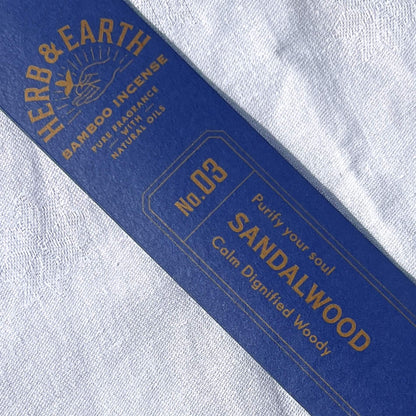 HERB & EARTH
BAMBOO INCENSE
PURE FRAGRANCE
WITH
NATURAL OILS
No.03
Purify your soul
SANDALWOOD
Calm Dignified Woody